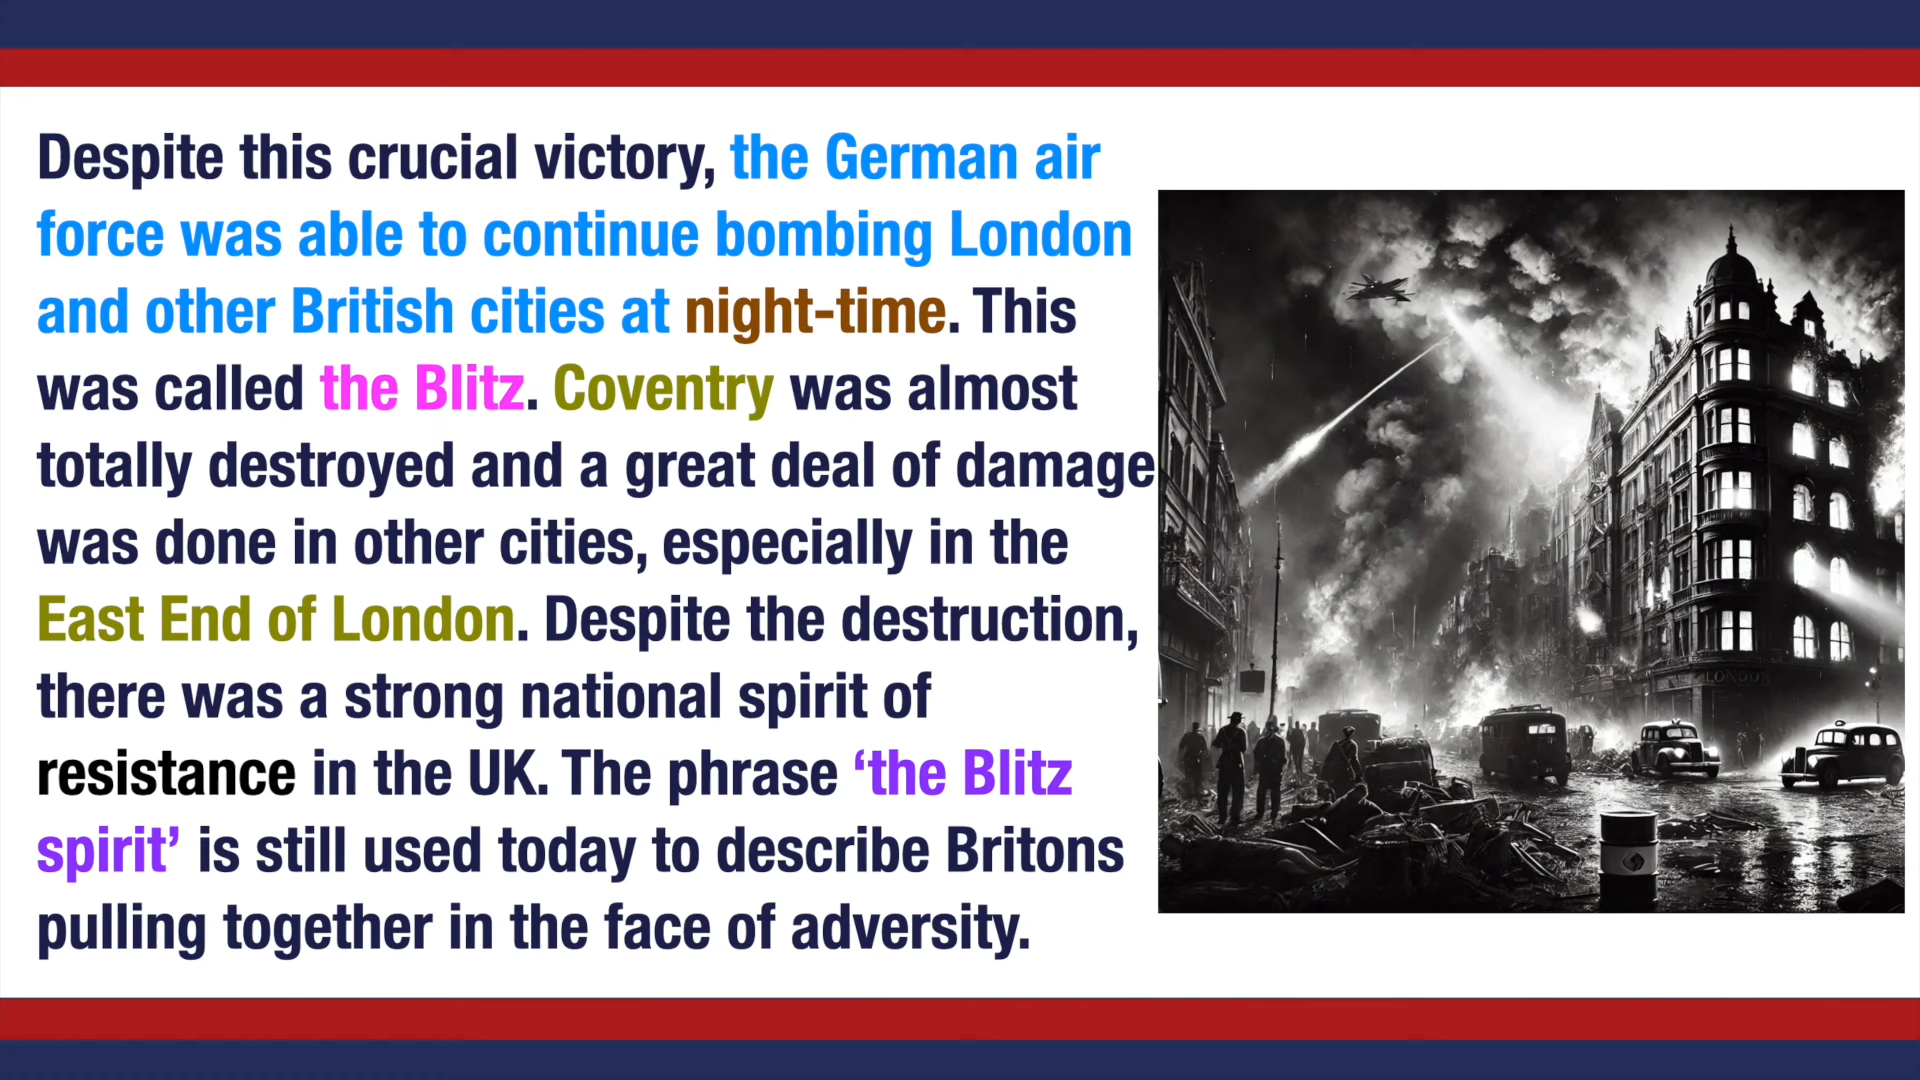 Despite this crucial victory, the German air
force was able to continue bombing London
and other British cities at night-time. This
was called the Blitz. Coventry was almost
totally destroyed and a great deal of damage
was done in other cities, especially in the
East End of London. Despite the destruction,
there was a strong national spirit of
resistance in the UK. The phrase ‘the Blitz
spirit’ is still used today to describe Britons
pulling together in the face of adversity.
LONDON